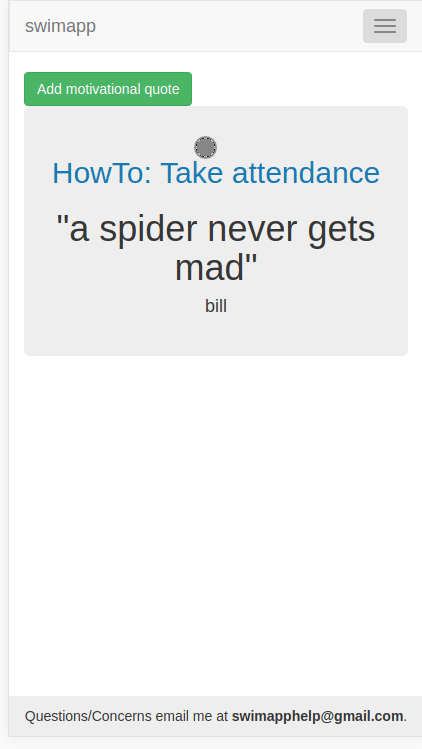 swimapp
Add motivational quote
HowTo: Take attendance
"a spider never gets
mad"
bill
Questions/Concerns email me at swimapphelp@gmail.com.